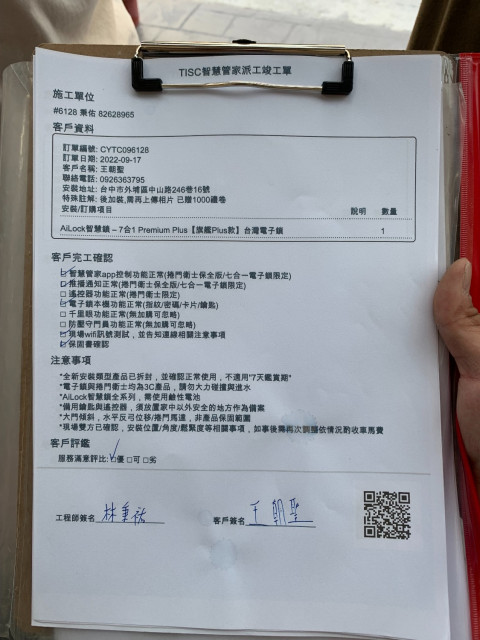 TISC智慧管家派工竣工單
施工單位
#6128 秉佑 82628965
客戶資料
訂單編號: CYTC096128
訂單日期: 2022-09-17
客戶名稱: 王朝聖
聯絡電話: 0926363795
安裝地址: 台中市外埔區中山路246巷16號
特殊註解: 後加裝,需再上傳相片 已贈1000禮卷
安裝/訂購項目 說明 數量
AiLock智慧鎖 – 7合1 Premium Plus【旗艦Plus款】台灣電子鎖 1
客戶完工確認
☑智慧管家app控制功能正常(捲門衛士保全版/七合一電子鎖限定)
☑推播通知正常(捲門衛士保全版/七合一電子鎖限定)
□遙控器功能正常(捲門衛士限定)
☑電子鎖本機功能正常(指紋/密碼/卡片/鑰匙)
□千里眼功能正常(無加購可忽略)
□防壓守門員功能正常(無加購可忽略)
☑現場wifi訊號測試，並告知連線相關注意事項
☑保固書確認
注意事項
*全新安裝類型產品已拆封，並確認正常使用，不適用"7天鑑賞期"
*電子鎖與捲門衛士均為3C產品，請勿大力碰撞與進水
*AiLock智慧鎖全系列，需使用鹼性電池
*備用鑰匙與遙控器，須放置家中以外安全的地方作為備案
*大門傾斜，水平反弓位移/捲門馬達，非產品保固範圍
*現場雙方已確認，安裝位置/角度/鬆緊度等相關事項，如事後需再次調整依情況酌收車馬費
客戶評鑑
服務滿意評比: ☑優 □可 □劣
工程師簽名 林秉佑 客戶簽名 王朝聖